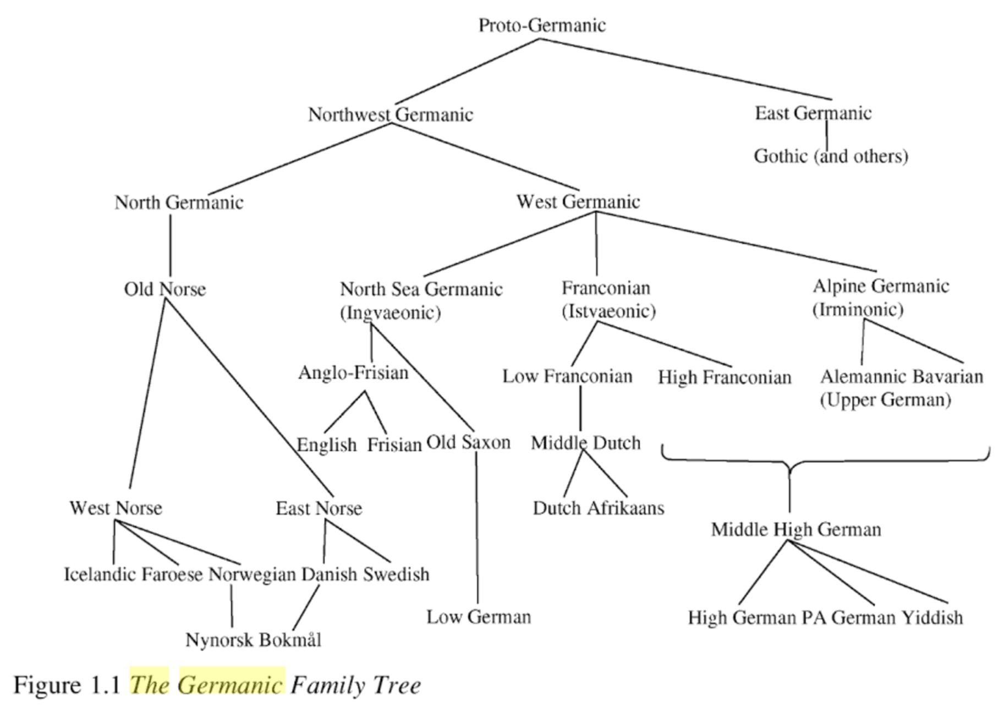 Proto-Germanic
Northwest Germanic
East Germanic
Gothic (and others)
North Germanic
West Germanic
Old Norse
North Sea Germanic
(Ingvaeonic)
Franconian
(Istvaeonic)
Alpine Germanic
(Irminonic)
Anglo-Frisian
Low Franconian
High Franconian
Alemannic Bavarian
(Upper German)
English Frisian Old Saxon
Middle Dutch
West Norse
East Norse
Dutch Afrikaans
Middle High German
Icelandic Faroese Norwegian Danish Swedish
Low German
High German PA German Yiddish
Nynorsk Bokmål
Figure 1.1 The Germanic Family Tree